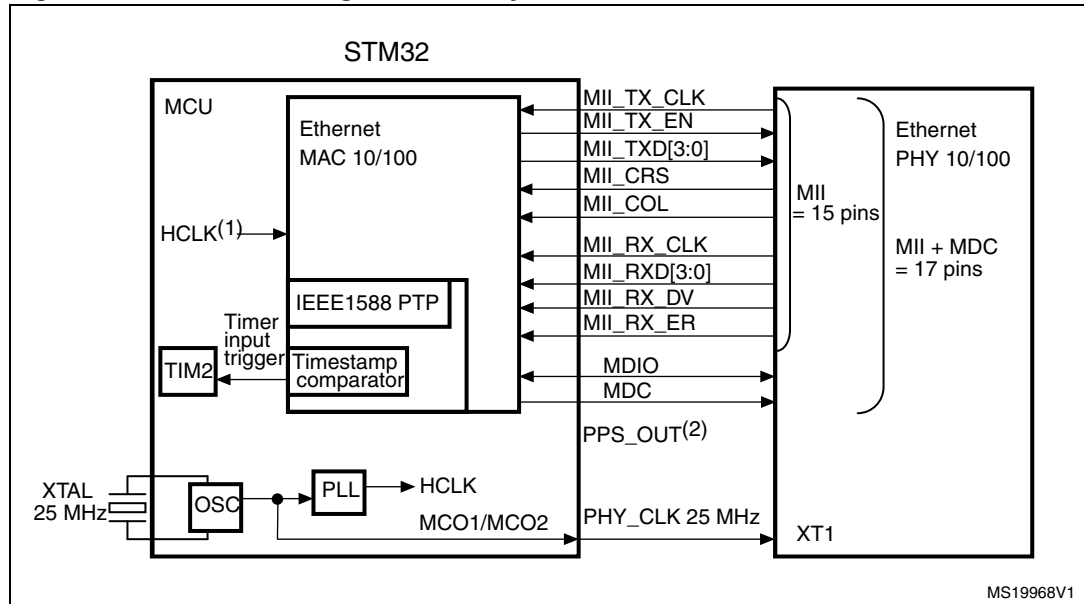 STM32
MCU
Ethernet
MAC 10/100
HCLK(1)
IEEE1588 PTP
Timer
input
trigger
TIM2
Timestamp
comparator
XTAL
25 MHz
OSC
PLL
HCLK
MCO1/MCO2
MII_TX_CLK
MII_TX_EN
MII_TXD[3:0]
MII_CRS
MII_COL
MII_RX_CLK
MII_RXD[3:0]
MII_RX_DV
MII_RX_ER
MDIO
MDC
PPS_OUT(2)
PHY_CLK 25 MHz
MII
= 15 pins
Ethernet
PHY 10/100
MII + MDC
= 17 pins
XT1
MS19968V1